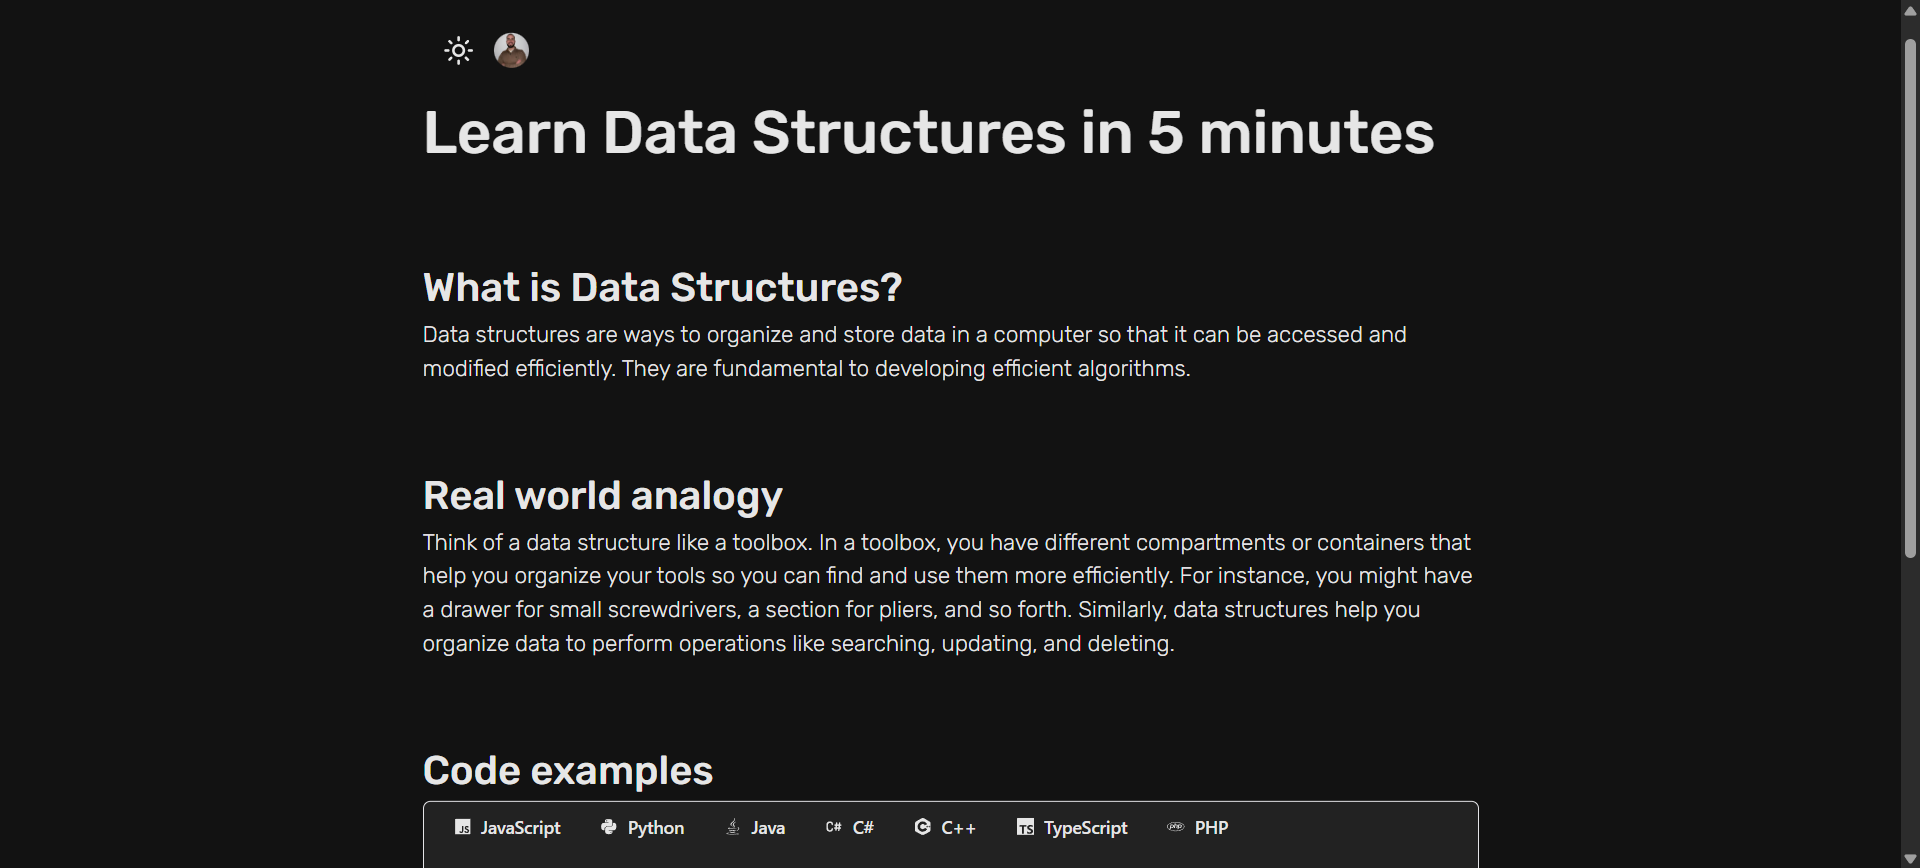 Learn Data Structures in 5 minutes
What is Data Structures?
Data structures are ways to organize and store data in a computer so that it can be accessed and
modified efficiently. They are fundamental to developing efficient algorithms.
Real world analogy
Think of a data structure like a toolbox. In a toolbox, you have different compartments or containers that
help you organize your tools so you can find and use them more efficiently. For instance, you might have
a drawer for small screwdrivers, a section for pliers, and so forth. Similarly, data structures help you
organize data to perform operations like searching, updating, and deleting.
Code examples
JS JavaScript Python Java C# C# C C++ TS TypeScript php PHP